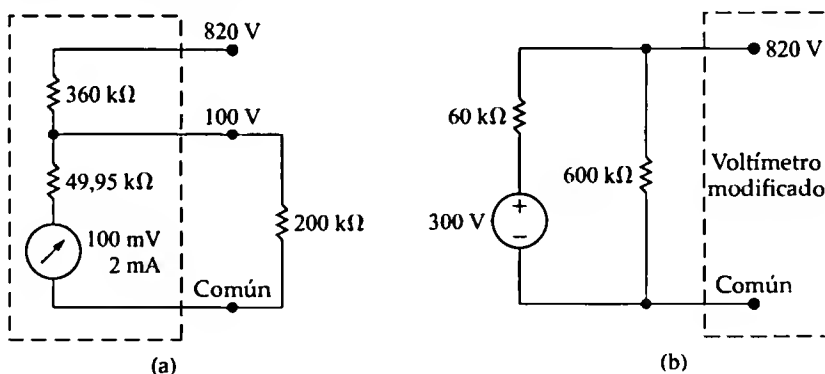 820 V
360 kΩ
100 V
49,95 kΩ
200 kΩ
100 mV
2 mA
Común
(a)
820 V
60 kΩ
600 kΩ
Voltímetro
modificado
300 V
+
−
Común
(b)